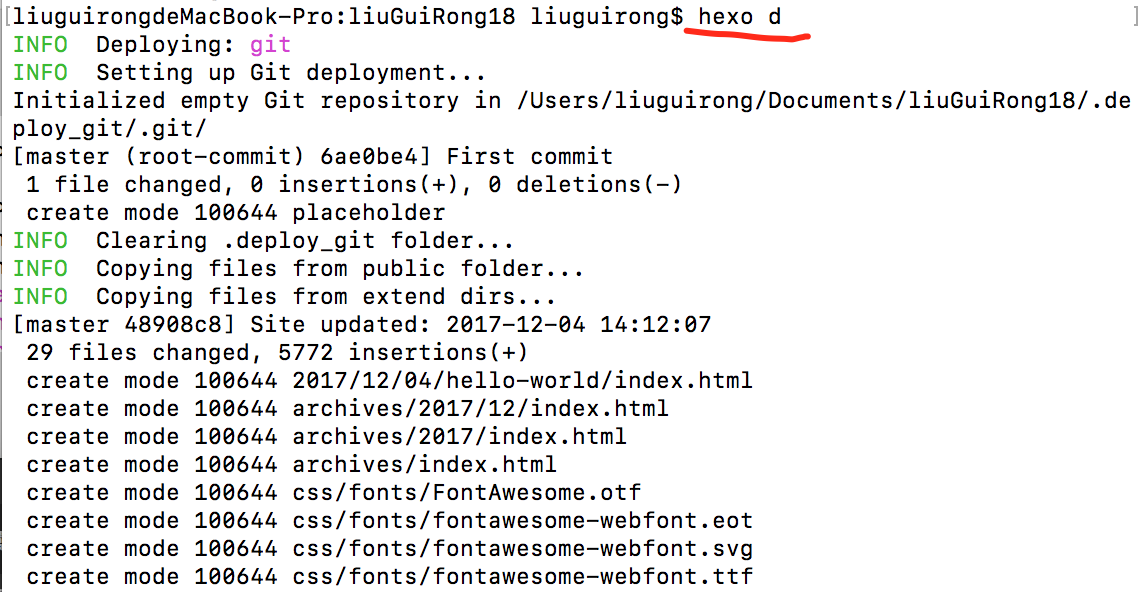 [liuguirongdeMacBook-Pro:liuGuiRong18 liuguirong$ hexo d ]
INFO  Deploying: git
INFO  Setting up Git deployment...
Initialized empty Git repository in /Users/liuguirong/Documents/liuGuiRong18/.de
ploy_git/.git/
[master (root-commit) 6ae0be4] First commit
 1 file changed, 0 insertions(+), 0 deletions(-)
 create mode 100644 placeholder
INFO  Clearing .deploy_git folder...
INFO  Copying files from public folder...
INFO  Copying files from extend dirs...
[master 48908c8] Site updated: 2017-12-04 14:12:07
 29 files changed, 5772 insertions(+)
 create mode 100644 2017/12/04/hello-world/index.html
 create mode 100644 archives/2017/12/index.html
 create mode 100644 archives/2017/index.html
 create mode 100644 archives/index.html
 create mode 100644 css/fonts/FontAwesome.otf
 create mode 100644 css/fonts/fontawesome-webfont.eot
 create mode 100644 css/fonts/fontawesome-webfont.svg
 create mode 100644 css/fonts/fontawesome-webfont.ttf